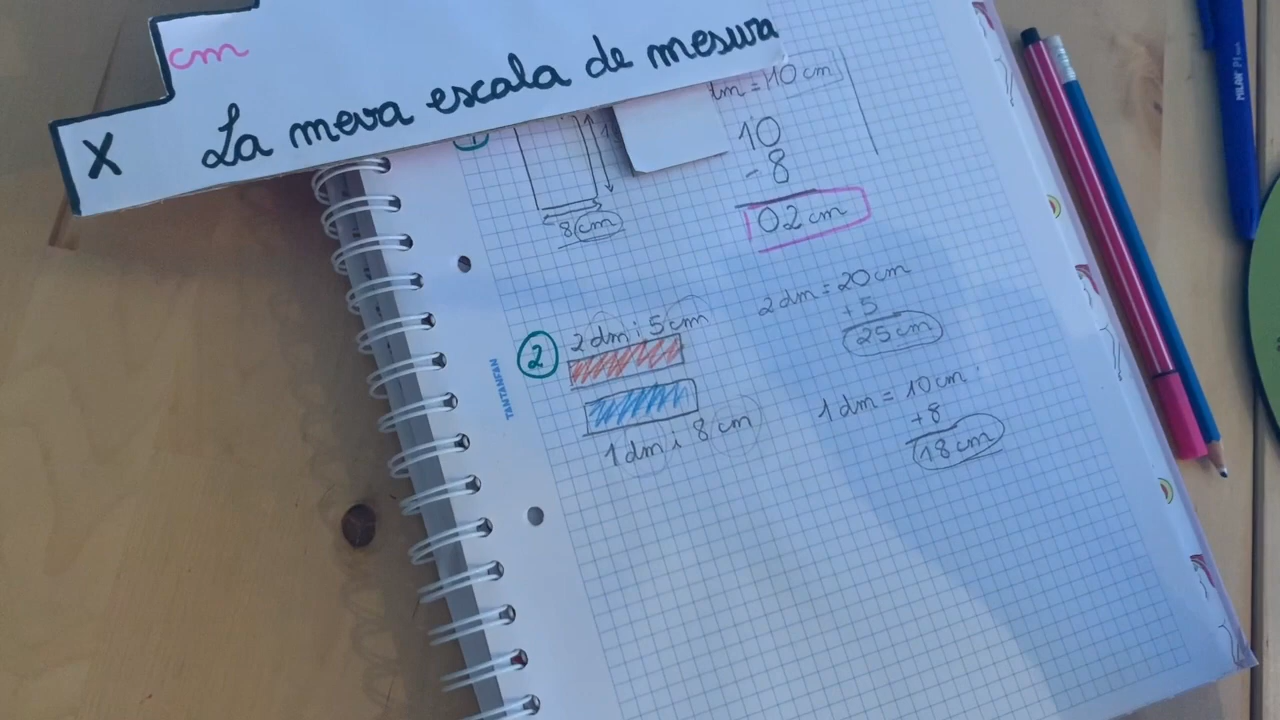 cm
X La meva escala de mesura
1
8 cm
dm = 10 cm
10
- 8
02 cm
2
2 dm i 5 cm
1 dm i 8 cm
2 dm = 20 cm
+ 5
25 cm
1 dm = 10 cm
+ 8
18 cm
TAMTAMFAN
MILAN P1